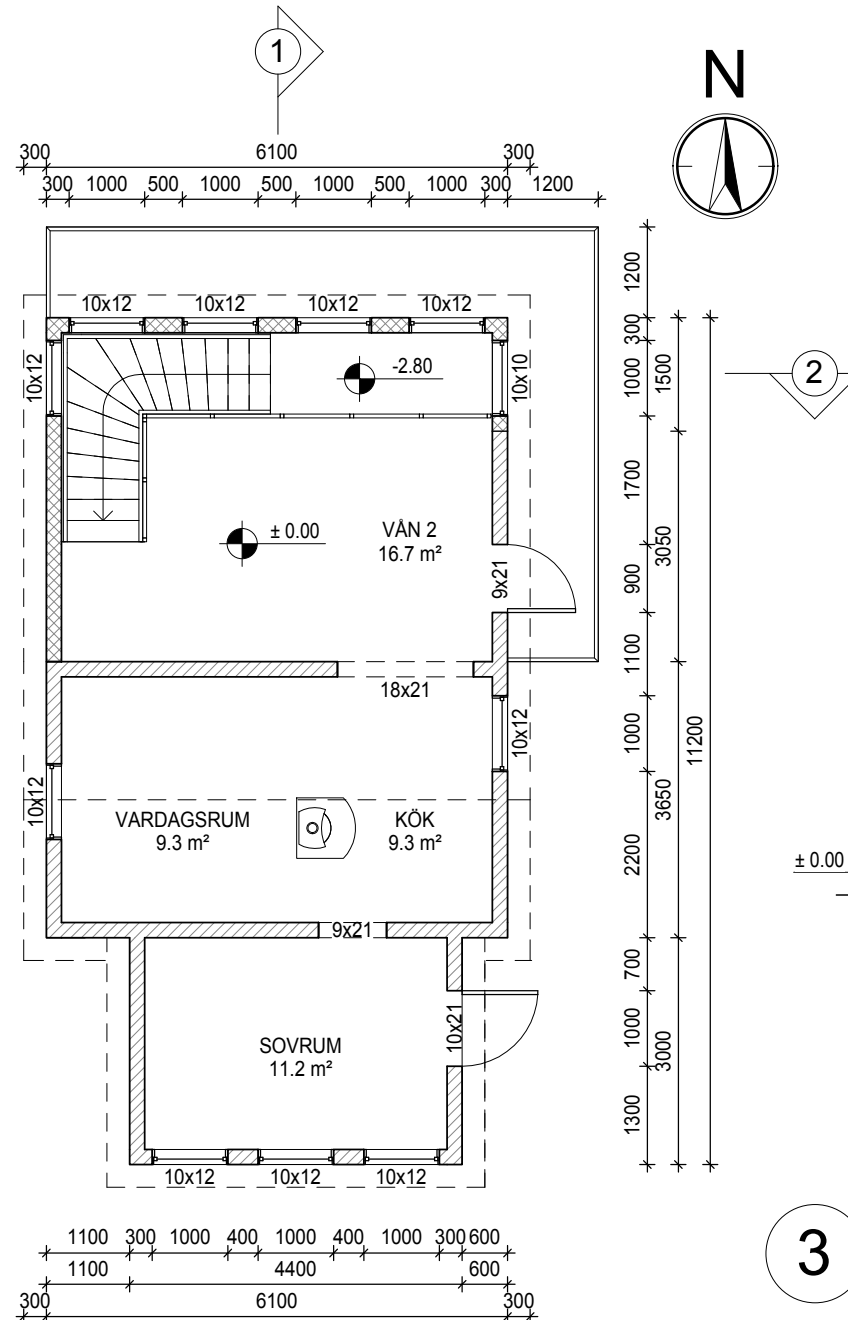 1
N
300 6100 300
300 1000 500 1000 500 1000 500 1000 300 1200
10x12 10x12 10x12 10x12
10x12
-2.80
10x10
± 0.00
VÅN 2
16.7 m²
9x21
18x21
10x12
10x12
VARDAGSRUM
9.3 m²
KÖK
9.3 m²
9x21
SOVRUM
11.2 m²
10x21
10x12 10x12 10x12
1200
300
1000
1700
900
1100
1000
2200
700
1000
1300
1500
3050
3650
3000
11200
2
± 0.00
3
1100 300 1000 400 1000 400 1000 300 600
1100 4400 600
300 6100 300